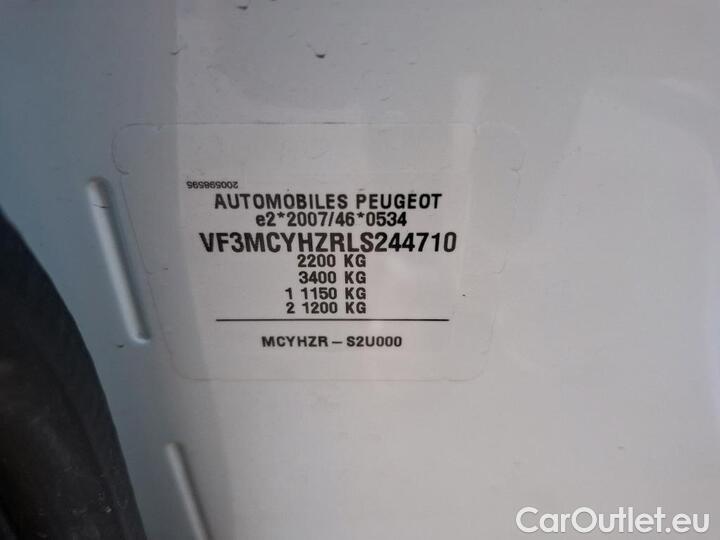 200598595
AUTOMOBILES PEUGEOT
e2*2007/46*0534
VF3MCYHZRLS244710
2200 KG
3400 KG
1 1150 KG
2 1200 KG
MCYHZR – S2U000
CarOutlet.eu